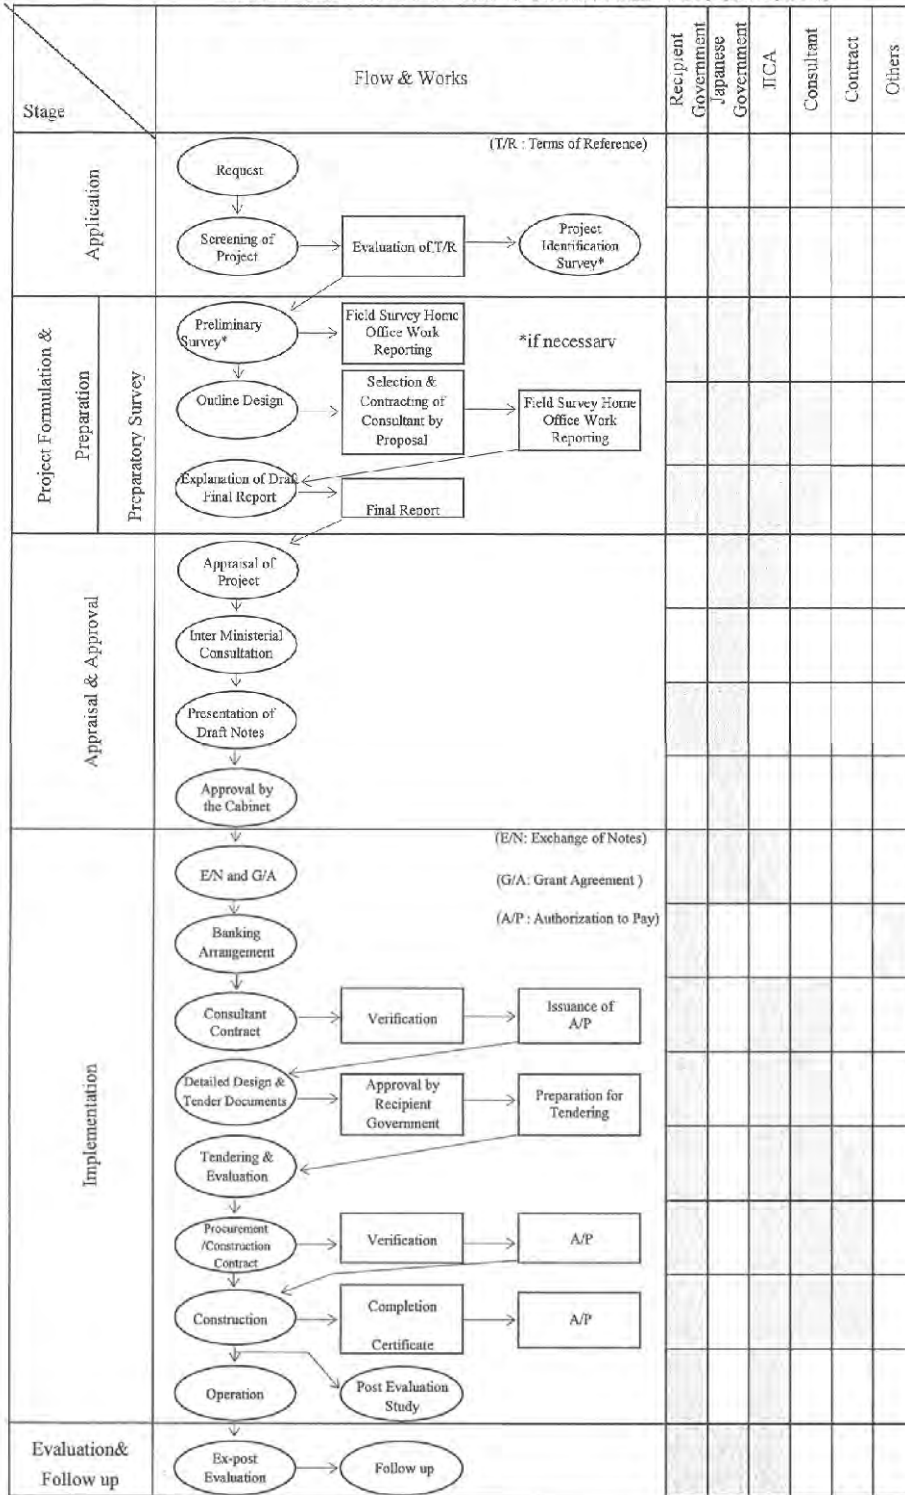 Stage
Flow & Works
Recipient
Government
Japanese
Government
JICA
Consultant
Contract
Others
Application
(T/R : Terms of Reference)
Request
Screening of
Project
Evaluation of T/R
Project
Identification
Survey*
Project Formulation &
Preparation
Preparatory Survey
Preliminary
Survey*
Field Survey Home
Office Work
Reporting
*if necessary
Outline Design
Selection &
Contracting of
Consultant by
Proposal
Field Survey Home
Office Work
Reporting
Explanation of Draft
Final Report
Final Report
Appraisal & Approval
Appraisal of
Project
Inter Ministerial
Consultation
Presentation of
Draft Notes
Approval by
the Cabinet
Implementation
(E/N: Exchange of Notes)
E/N and G/A
(G/A: Grant Agreement )
(A/P : Authorization to Pay)
Banking
Arrangement
Consultant
Contract
Verification
Issuance of
A/P
Detailed Design &
Tender Documents
Approval by
Recipient
Government
Preparation for
Tendering
Tendering &
Evaluation
Procurement
/Construction
Contract
Verification
A/P
Construction
Completion
Certificate
A/P
Operation
Post Evaluation
Study
Evaluation&
Follow up
Ex-post
Evaluation
Follow up